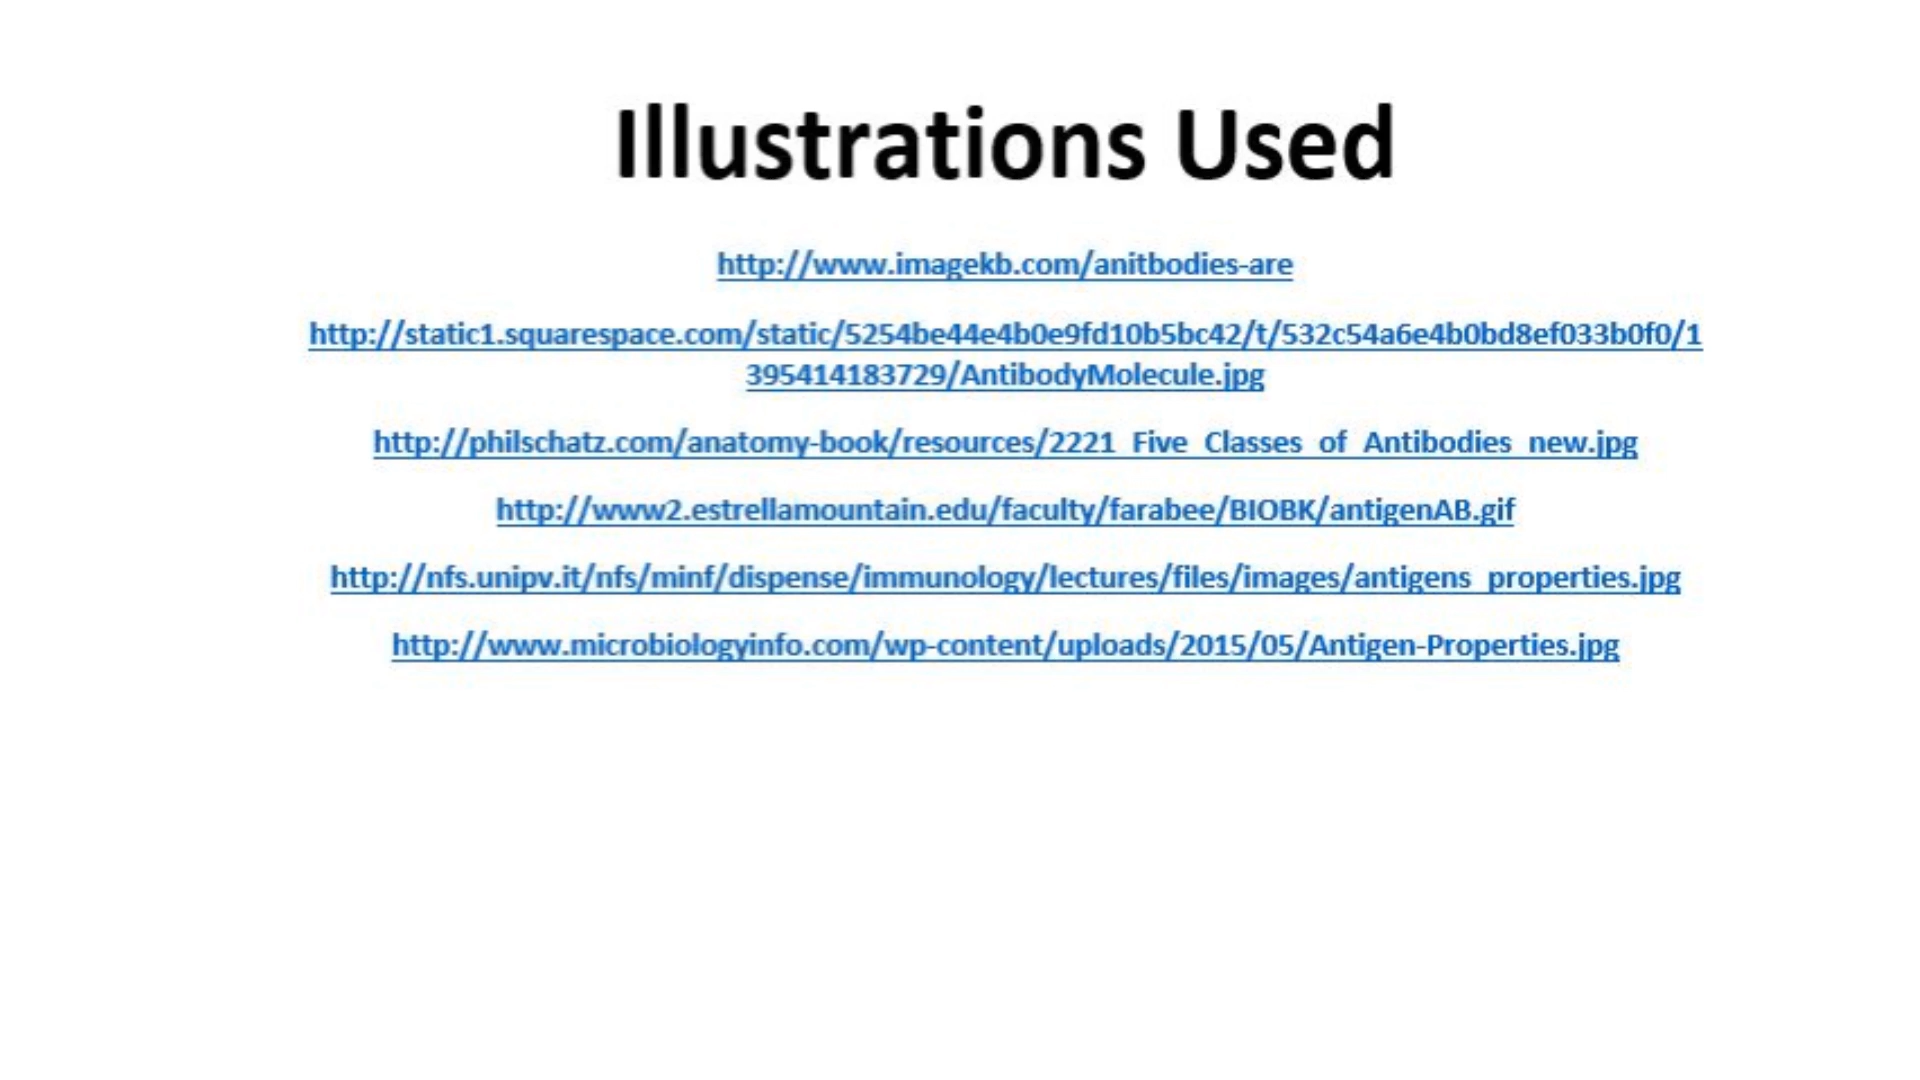 Illustrations Used
http://www.imagekb.com/anitbodies-are
http://static1.squarespace.com/static/5254be44e4b0e9fd10b5bc42/t/532c54a6e4b0bd8ef033b0f0/1
395414183729/AntibodyMolecule.jpg
http://philschatz.com/anatomy-book/resources/2221_Five_Classes_of_Antibodies_new.jpg
http://www2.estrellamountain.edu/faculty/farabee/BIOBK/antigenAB.gif
http://nfs.unipv.it/nfs/minf/dispense/immunology/lectures/files/images/antigens_properties.jpg
http://www.microbiologyinfo.com/wp-content/uploads/2015/05/Antigen-Properties.jpg